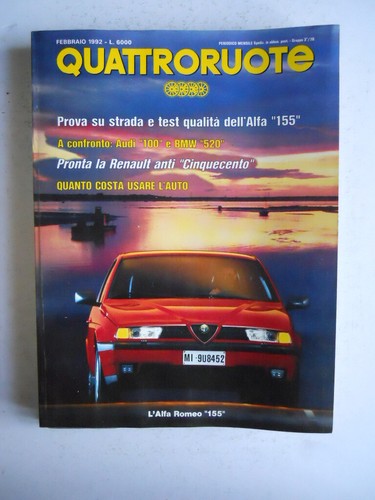 FEBBRAIO 1992 - L. 6000
QUATTRORUOTE
Prova su strada e test qualità dell'Alfa "155"
A confronto: Audi "100" e BMW "520"
Pronta la Renault anti "Cinquecento"
QUANTO COSTA USARE L'AUTO
MI 9U8452
L'Alfa Romeo "155"